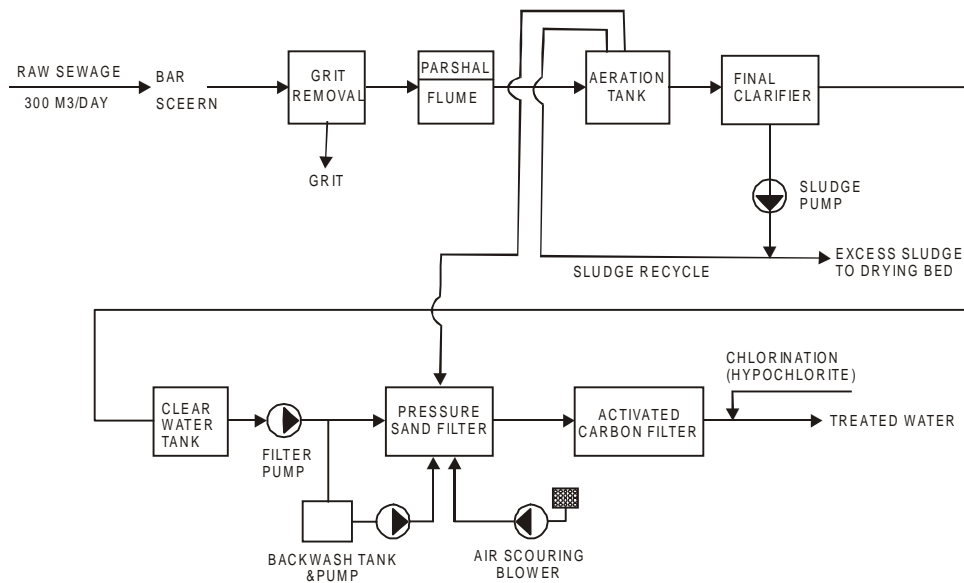 RAW SEWAGE
300 M3/DAY
BAR
SCEERN
GRIT
REMOVAL
GRIT
PARSHAL
FLUME
AERATION
TANK
FINAL
CLARIFIER
SLUDGE
PUMP
SLUDGE RECYCLE
EXCESS SLUDGE
TO DRYING BED
CLEAR
WATER
TANK
FILTER
PUMP
BACKWASH TANK
&PUMP
PRESSURE
SAND FILTER
AIR SCOURING
BLOWER
ACTIVATED
CARBON FILTER
CHLORINATION
(HYPOCHLORITE)
TREATED WATER